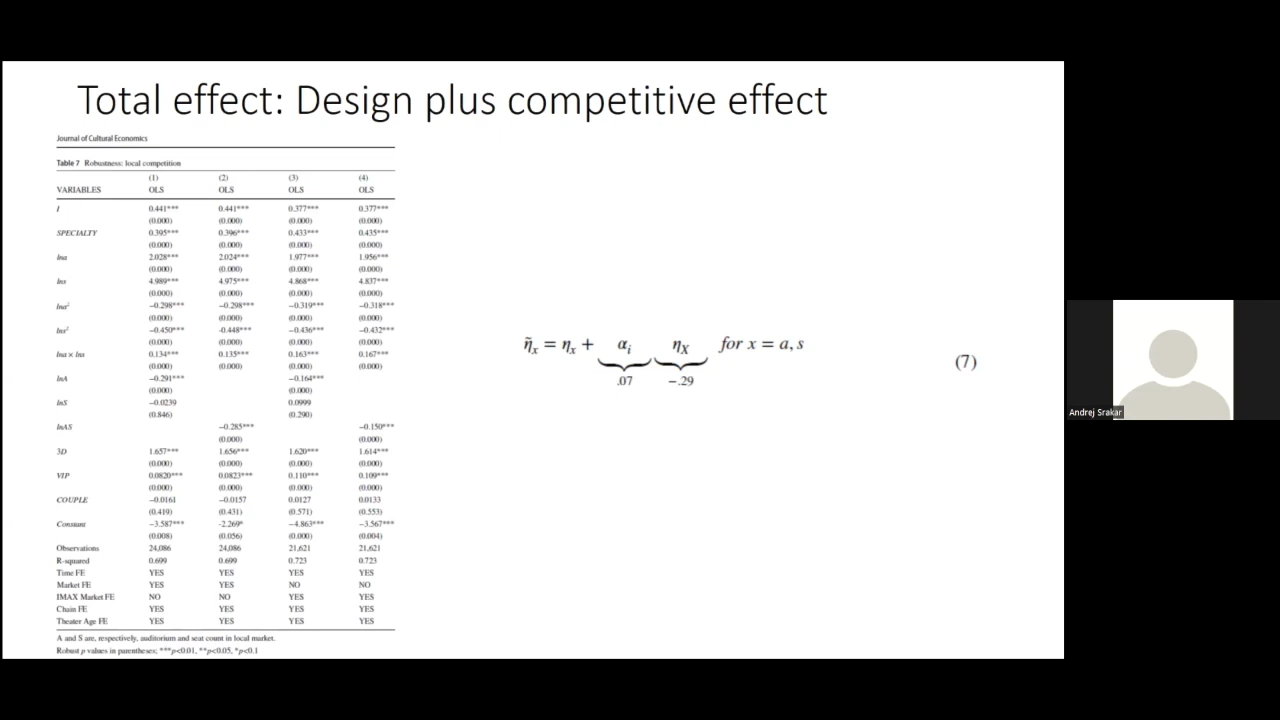 Total effect: Design plus competitive effect
Journal of Cultural Economics
Table 7 Robustness: local competition
(1) (2) (3) (4)
VARIABLES OLS OLS OLS OLS
I 0.441*** 0.441*** 0.377*** 0.377***
(0.000) (0.000) (0.000) (0.000)
SPECIALTY 0.395*** 0.396*** 0.433*** 0.435***
(0.000) (0.000) (0.000) (0.000)
lna 2.028*** 2.024*** 1.977*** 1.956***
(0.000) (0.000) (0.000) (0.000)
lns 4.989*** 4.975*** 4.868*** 4.837***
(0.000) (0.000) (0.000) (0.000)
lna² −0.298*** −0.298*** −0.319*** −0.318***
(0.000) (0.000) (0.000) (0.000)
lns² −0.450*** -0.448*** −0.436*** −0.432***
(0.000) (0.000) (0.000) (0.000)
lna × lns 0.134*** 0.135*** 0.163*** 0.167***
(0.000) (0.000) (0.000) (0.000)
lnA −0.291*** −0.164***
(0.000) (0.000)
lnS −0.0239 0.0999
(0.846) (0.290)
lnAS −0.285*** −0.150***
(0.000) (0.000)
3D 1.657*** 1.656*** 1.620*** 1.614***
(0.000) (0.000) (0.000) (0.000)
VIP 0.0820*** 0.0823*** 0.110*** 0.109***
(0.000) (0.000) (0.000) (0.000)
COUPLE −0.0161 −0.0157 0.0127 0.0133
(0.419) (0.431) (0.571) (0.553)
Constant −3.587*** -2.269* −4.863*** −3.567***
(0.008) (0.056) (0.000) (0.004)
Observations 24,086 24,086 21,621 21,621
R-squared 0.699 0.699 0.723 0.723
Time FE YES YES YES YES
Market FE YES YES NO NO
IMAX Market FE NO NO YES YES
Chain FE YES YES YES YES
Theater Age FE YES YES YES YES
A and S are, respectively, auditorium and seat count in local market.
Robust p values in parentheses; ***p<0.01, **p<0.05, *p<0.1
η̃ₓ = ηₓ + αᵢ η_X for x = a, s
.07 −.29
(7)
Andrej Srakar